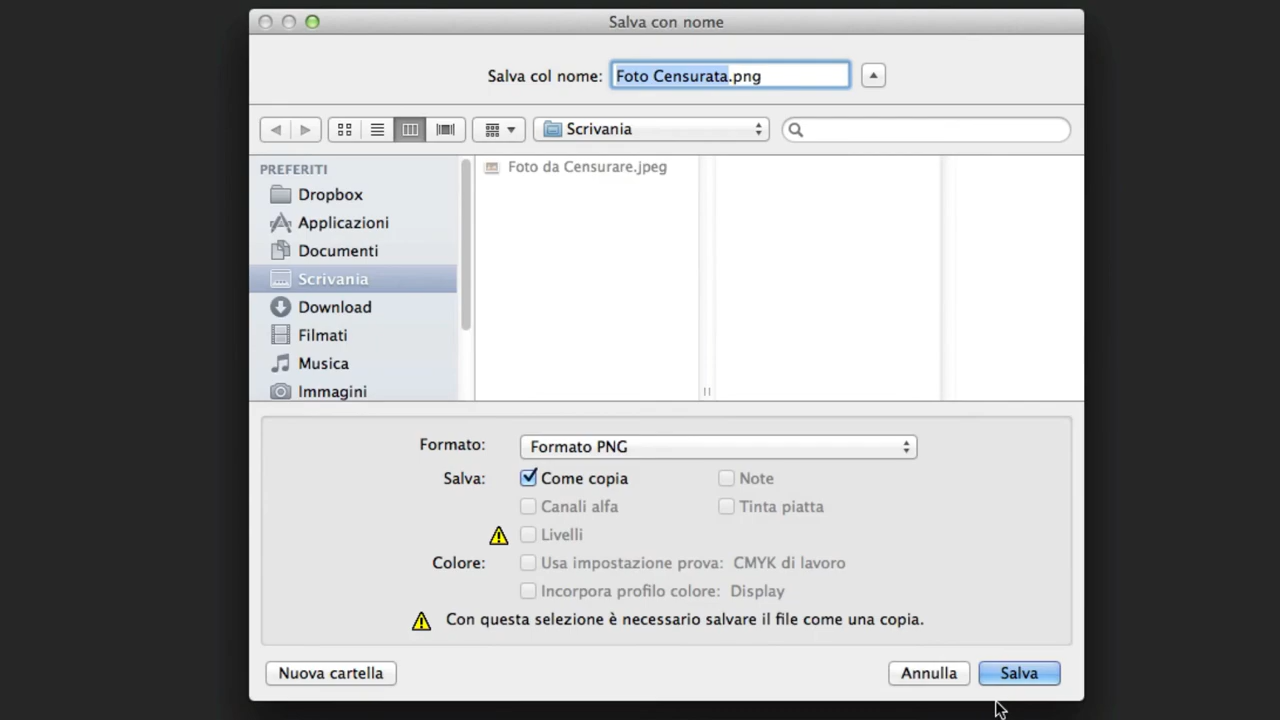 Salva con nome
Salva col nome: Foto Censurata.png
Scrivania
PREFERITI
Dropbox
Applicazioni
Documenti
Scrivania
Download
Filmati
Musica
Immagini
Foto da Censurare.jpeg
Formato: Formato PNG
Salva: Come copia Note
Canali alfa Tinta piatta
Livelli
Colore: Usa impostazione prova: CMYK di lavoro
Incorpora profilo colore: Display
Con questa selezione è necessario salvare il file come una copia.
Nuova cartella Annulla Salva